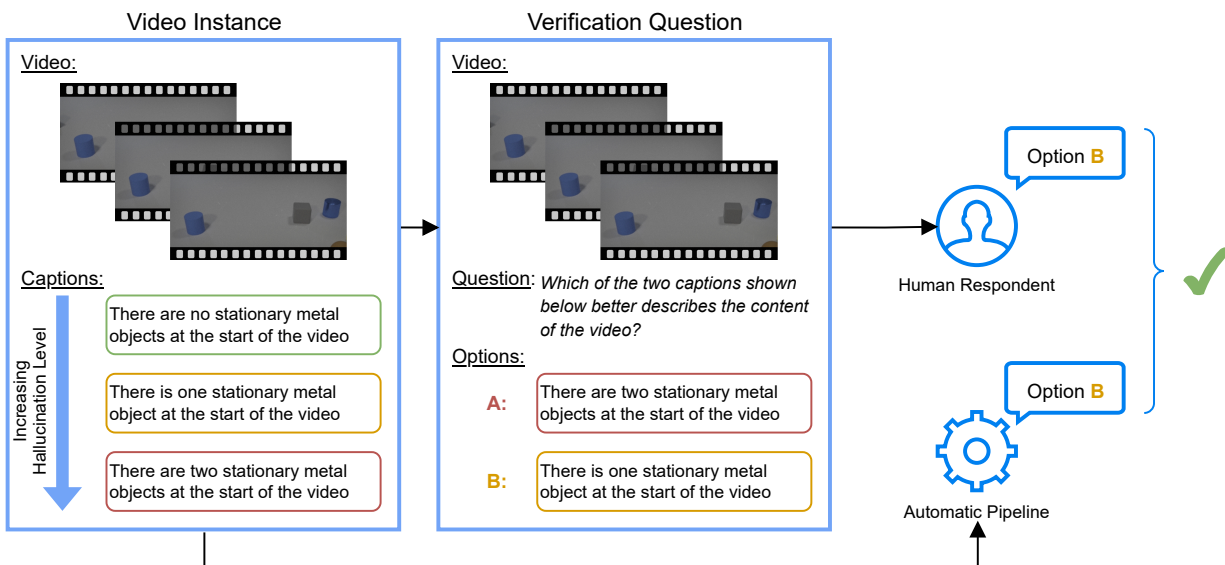 Video Instance
Video:
Captions:
Increasing
Hallucination Level
There are no stationary metal
objects at the start of the video
There is one stationary metal
object at the start of the video
There are two stationary metal
objects at the start of the video
Verification Question
Video:
Question: Which of the two captions shown
below better describes the content
of the video?
Options:
A:
There are two stationary metal
objects at the start of the video
B:
There is one stationary metal
object at the start of the video
Option B
Human Respondent
Option B
Automatic Pipeline